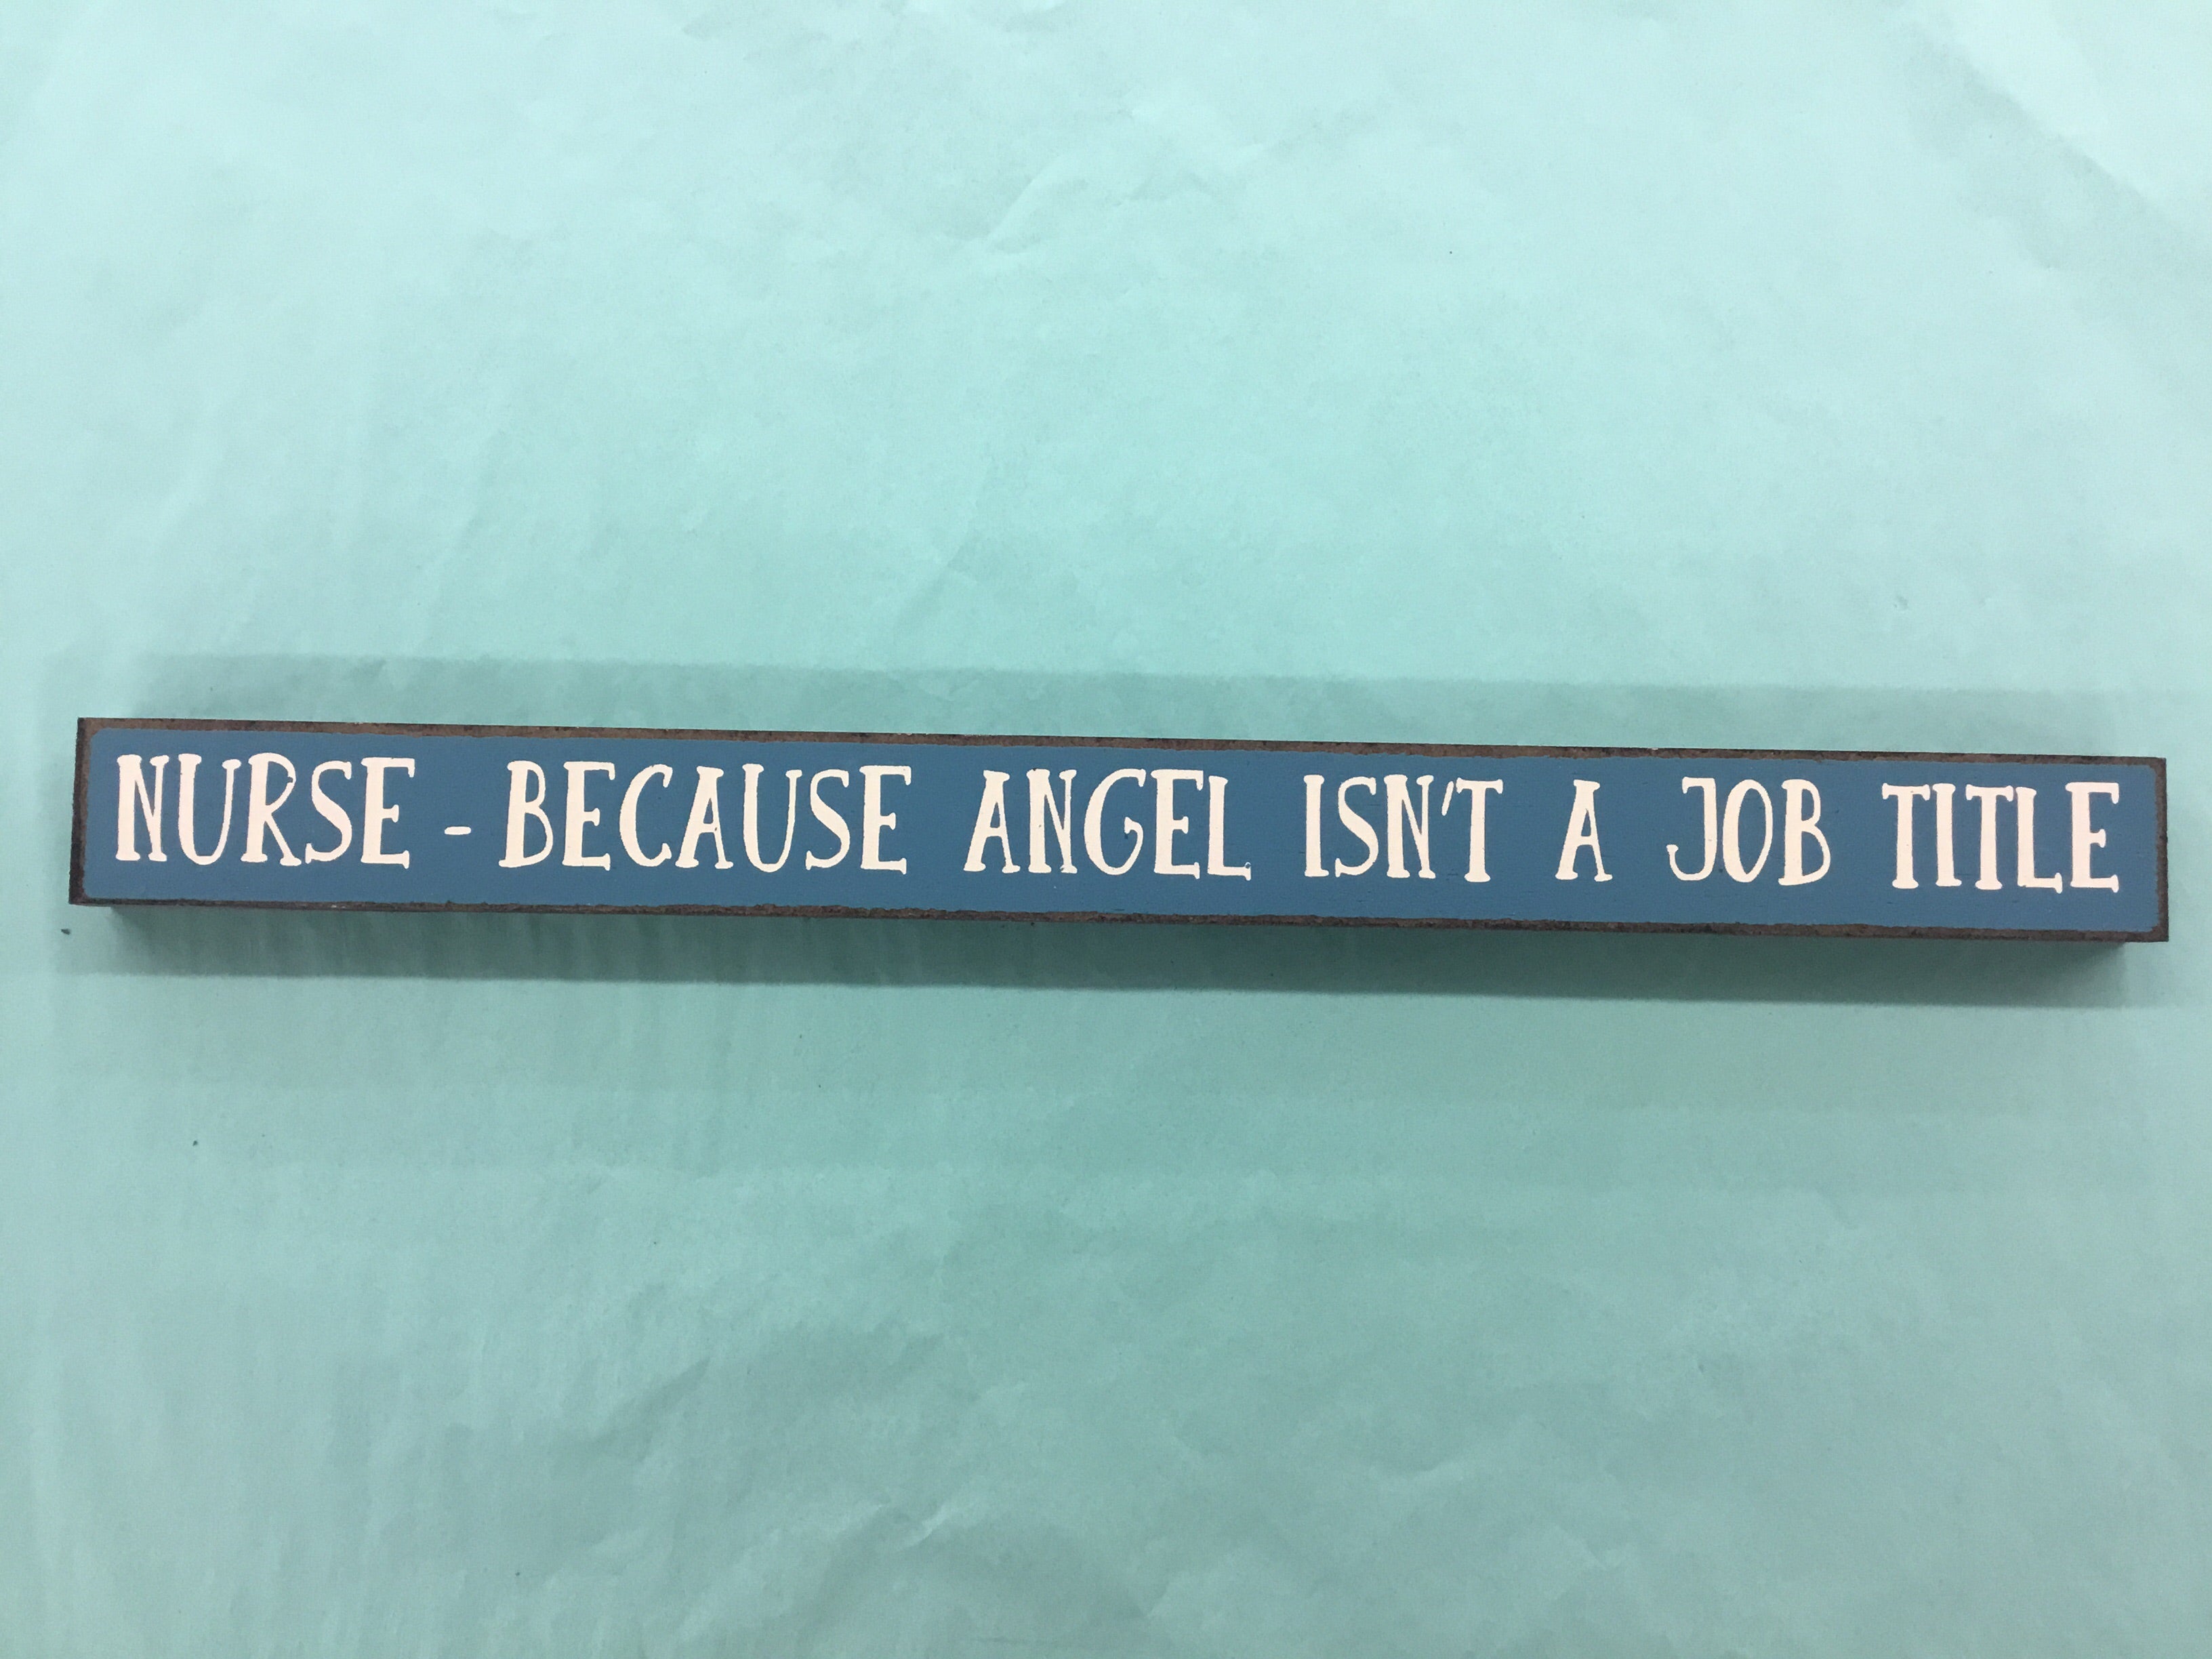 NURSE - BECAUSE ANGEL ISN'T A JOB TITLE